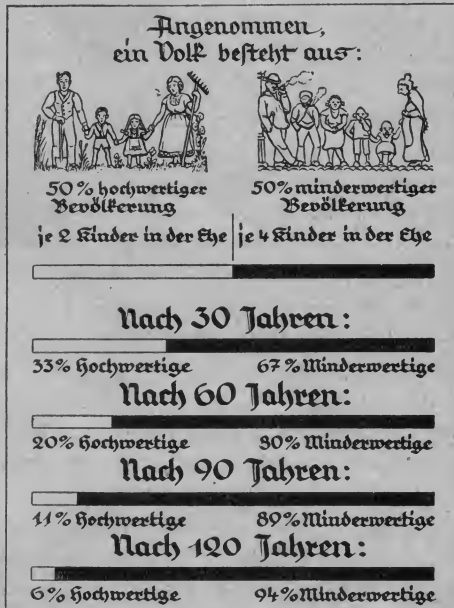 Angenommen,
ein Volk besteht aus:
50% hochwertiger
Bevölkerung
50% minderwertiger
Bevölkerung
je 2 Kinder in der Ehe
je 4 Kinder in der Ehe
Nach 30 Jahren:
33% Hochwertige 67% Minderwertige
Nach 60 Jahren:
20% Hochwertige 80% Minderwertige
Nach 90 Jahren:
11% Hochwertige 89% Minderwertige
Nach 120 Jahren:
6% Hochwertige 94% Minderwertige